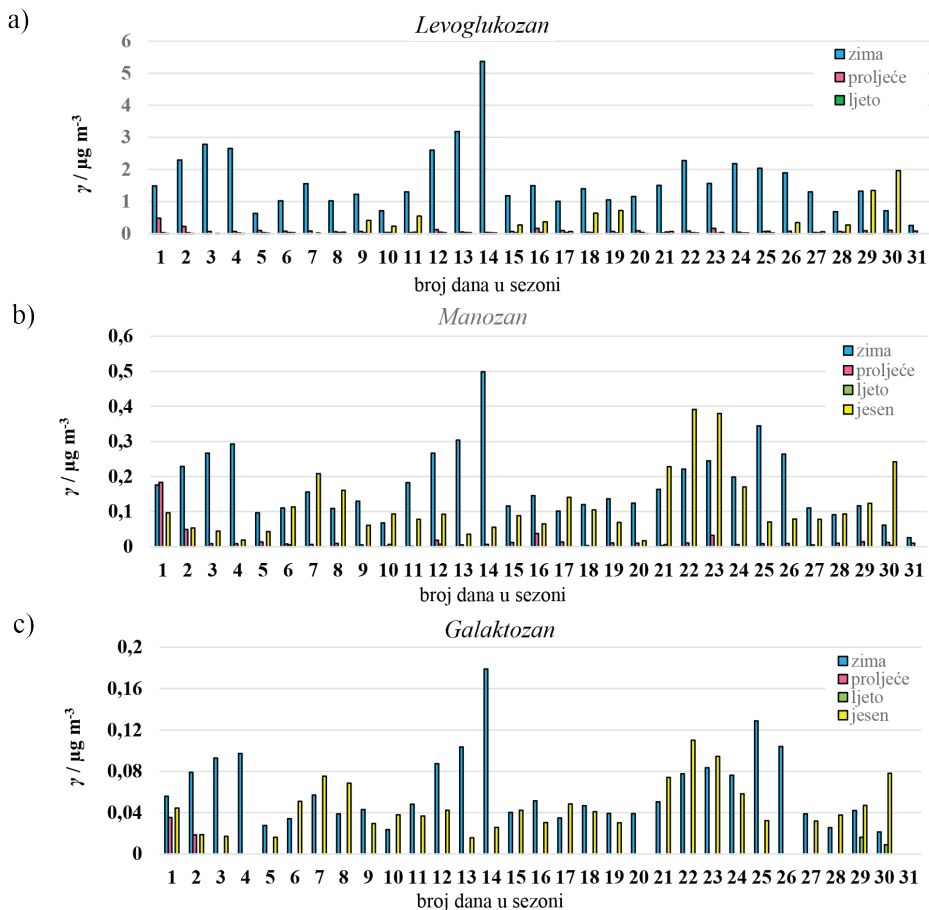 a)
Levoglukozan
6
5
4
3
2
1
0
γ / µg m-3
zima
proljeće
ljeto
1 2 3 4 5 6 7 8 9 10 11 12 13 14 15 16 17 18 19 20 21 22 23 24 25 26 27 28 29 30 31
broj dana u sezoni
b)
Manozan
0,6
0,5
0,4
0,3
0,2
0,1
0
γ / µg m-3
zima
proljeće
ljeto
jesen
1 2 3 4 5 6 7 8 9 10 11 12 13 14 15 16 17 18 19 20 21 22 23 24 25 26 27 28 29 30 31
broj dana u sezoni
c)
Galaktozan
0,2
0,16
0,12
0,08
0,04
0
γ / µg m-3
zima
proljeće
ljeto
jesen
1 2 3 4 5 6 7 8 9 10 11 12 13 14 15 16 17 18 19 20 21 22 23 24 25 26 27 28 29 30 31
broj dana u sezoni